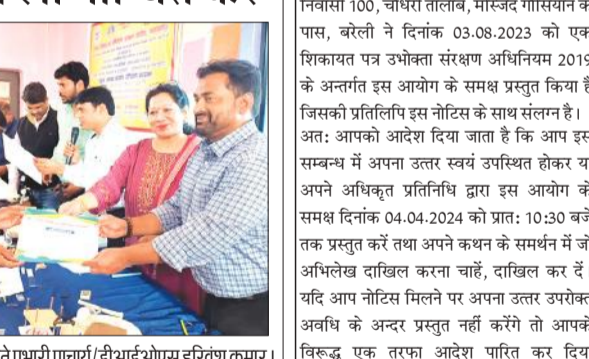 निवासी 100, चौधरी तालाब, मस्जिद गौसियान के
पास, बरेली ने दिनांक 03.08.2023 को एक
शिकायत पत्र उभोक्ता संरक्षण अधिनियम 2019
के अन्तर्गत इस आयोग के समक्ष प्रस्तुत किया है
जिसकी प्रतिलिपि इस नोटिस के साथ संलग्न है।
अत: आपको आदेश दिया जाता है कि आप इस
सम्बन्ध में अपना उत्तर स्वयं उपस्थित होकर या
अपने अधिकृत प्रतिनिधि द्वारा इस आयोग के
समक्ष दिनांक 04.04.2024 को प्रात: 10:30 बजे
तक प्रस्तुत करें तथा अपने कथन के समर्थन में जो
अभिलेख दाखिल करना चाहें, दाखिल कर दें।
यदि आप नोटिस मिलने पर अपना उत्तर उपरोक्त
अवधि के अन्दर प्रस्तुत नहीं करेंगे तो आपके
विरूद्ध एक तरफा आदेश पारित कर दिया
प्रभारी प्राचार्य/डीआईओएस हरिवंश कुमार।